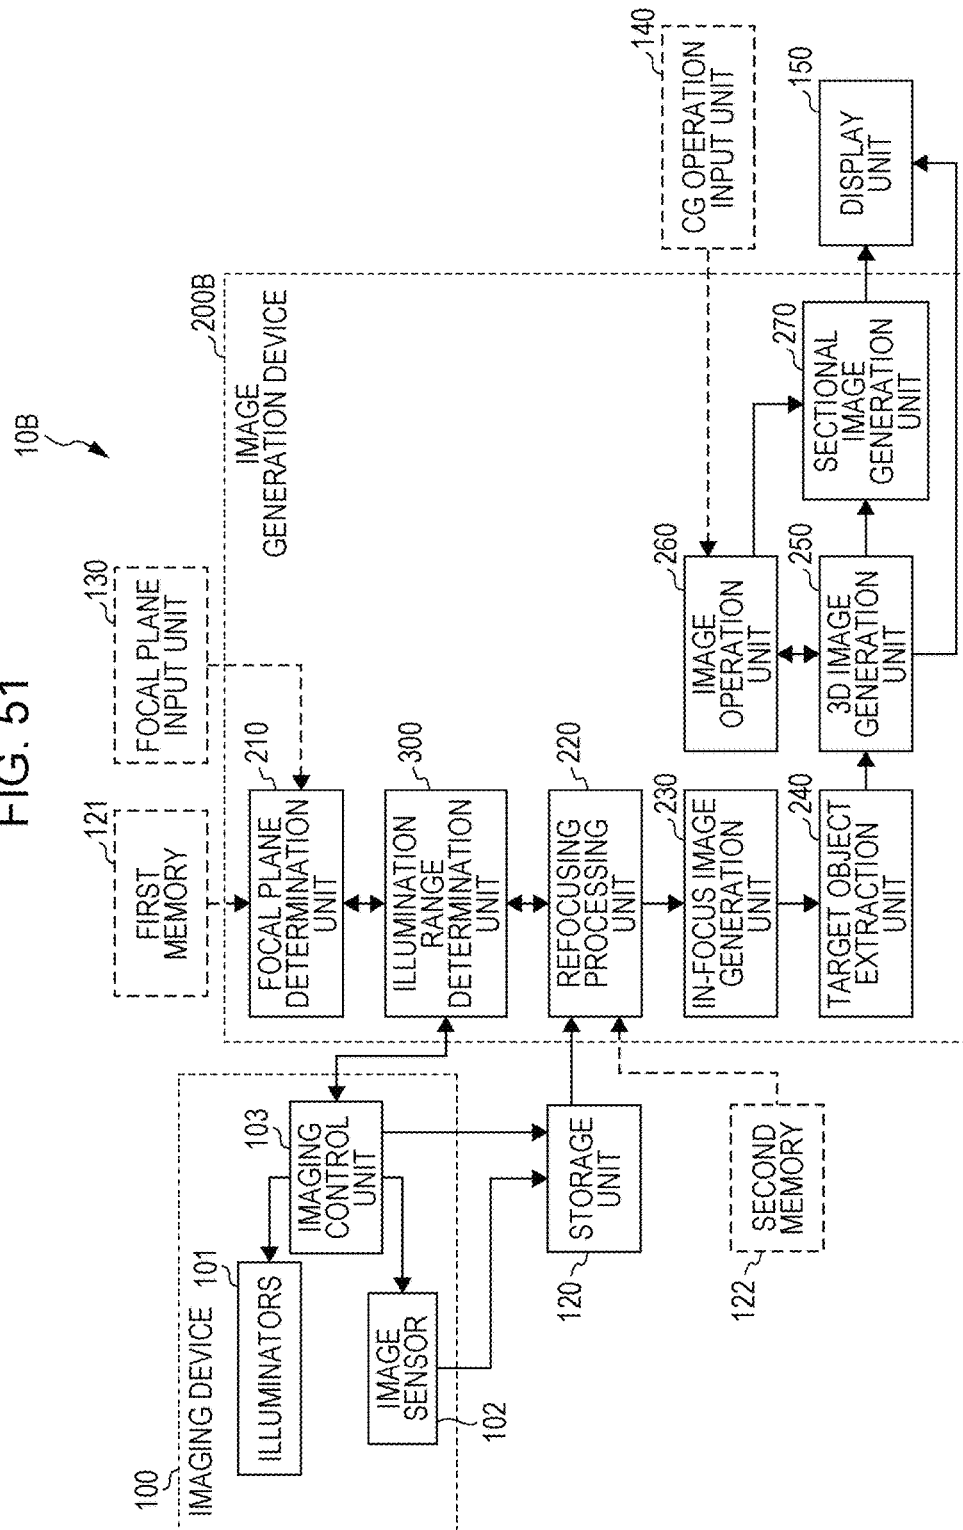 FIG. 51
10B
100
IMAGING DEVICE
101
ILLUMINATORS
102
IMAGE
SENSOR
103
IMAGING
CONTROL
UNIT
120
STORAGE
UNIT
122
SECOND
MEMORY
121
FIRST
MEMORY
130
FOCAL PLANE
INPUT UNIT
200B
IMAGE
GENERATION DEVICE
210
FOCAL PLANE
DETERMINATION
UNIT
300
ILLUMINATION
RANGE
DETERMINATION
UNIT
220
REFOCUSING
PROCESSING
UNIT
230
IN-FOCUS IMAGE
GENERATION
UNIT
240
TARGET OBJECT
EXTRACTION
UNIT
260
IMAGE
OPERATION
UNIT
250
3D IMAGE
GENERATION
UNIT
270
SECTIONAL
IMAGE
GENERATION
UNIT
140
CG OPERATION
INPUT UNIT
150
DISPLAY
UNIT